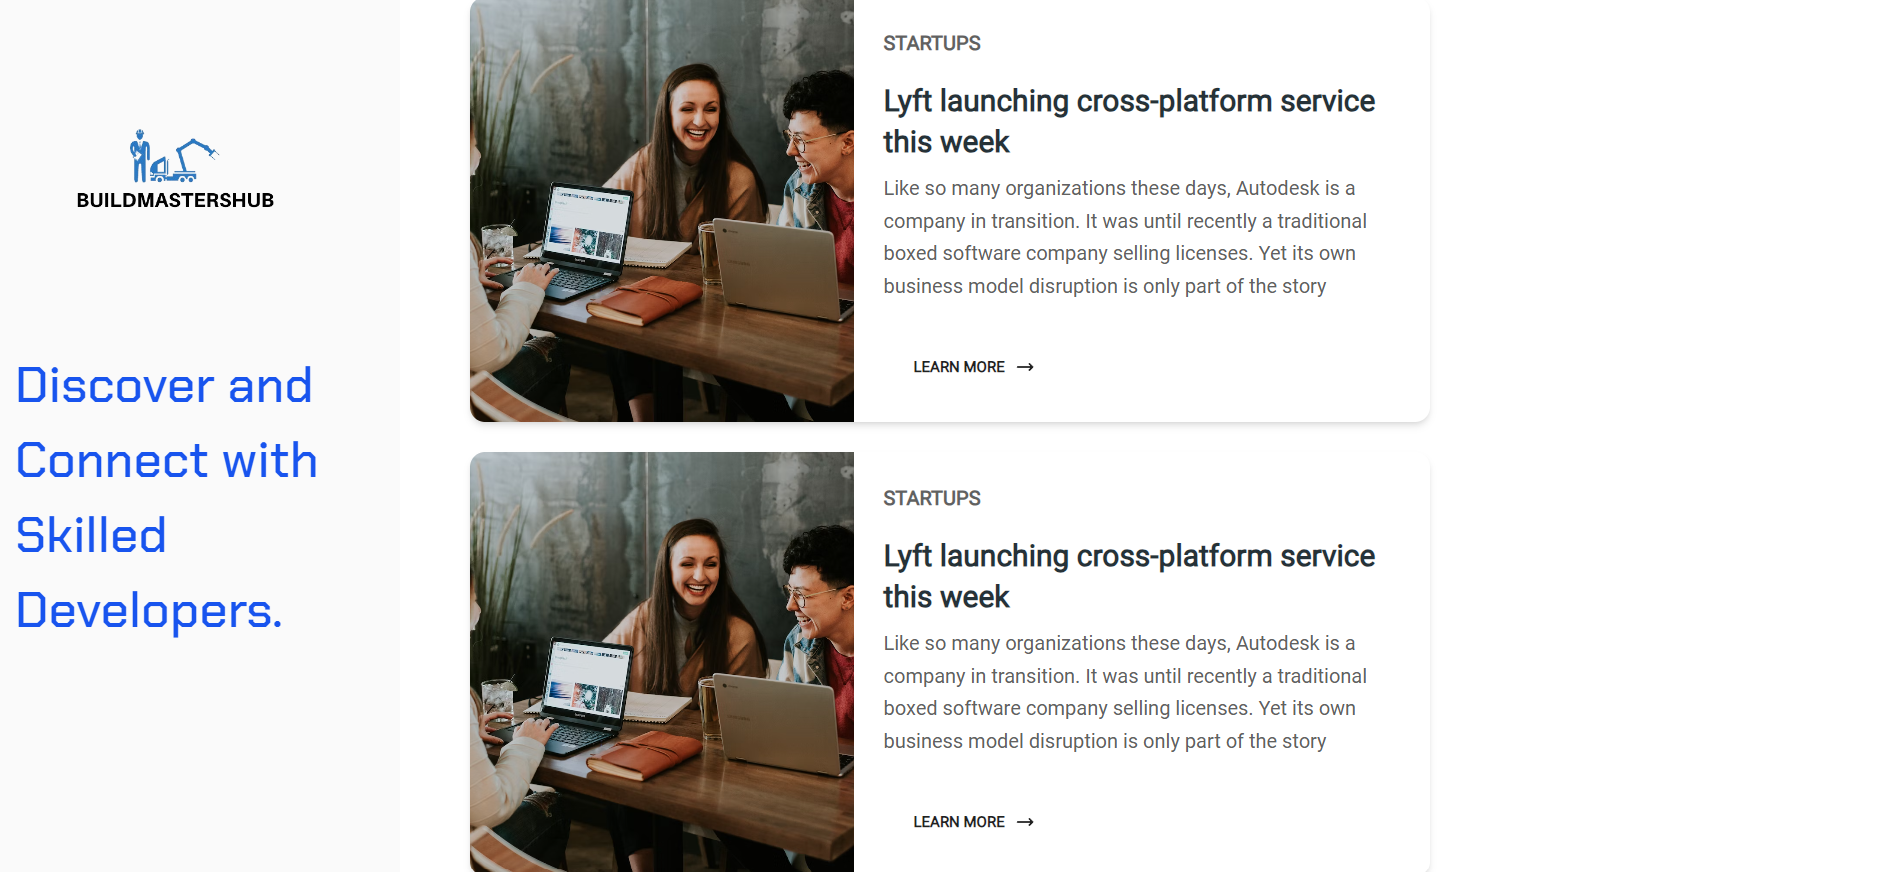 BUILDMASTERSHUB
Discover and
Connect with
Skilled
Developers.
STARTUPS
Lyft launching cross-platform service
this week
Like so many organizations these days, Autodesk is a
company in transition. It was until recently a traditional
boxed software company selling licenses. Yet its own
business model disruption is only part of the story
LEARN MORE →
STARTUPS
Lyft launching cross-platform service
this week
Like so many organizations these days, Autodesk is a
company in transition. It was until recently a traditional
boxed software company selling licenses. Yet its own
business model disruption is only part of the story
LEARN MORE →